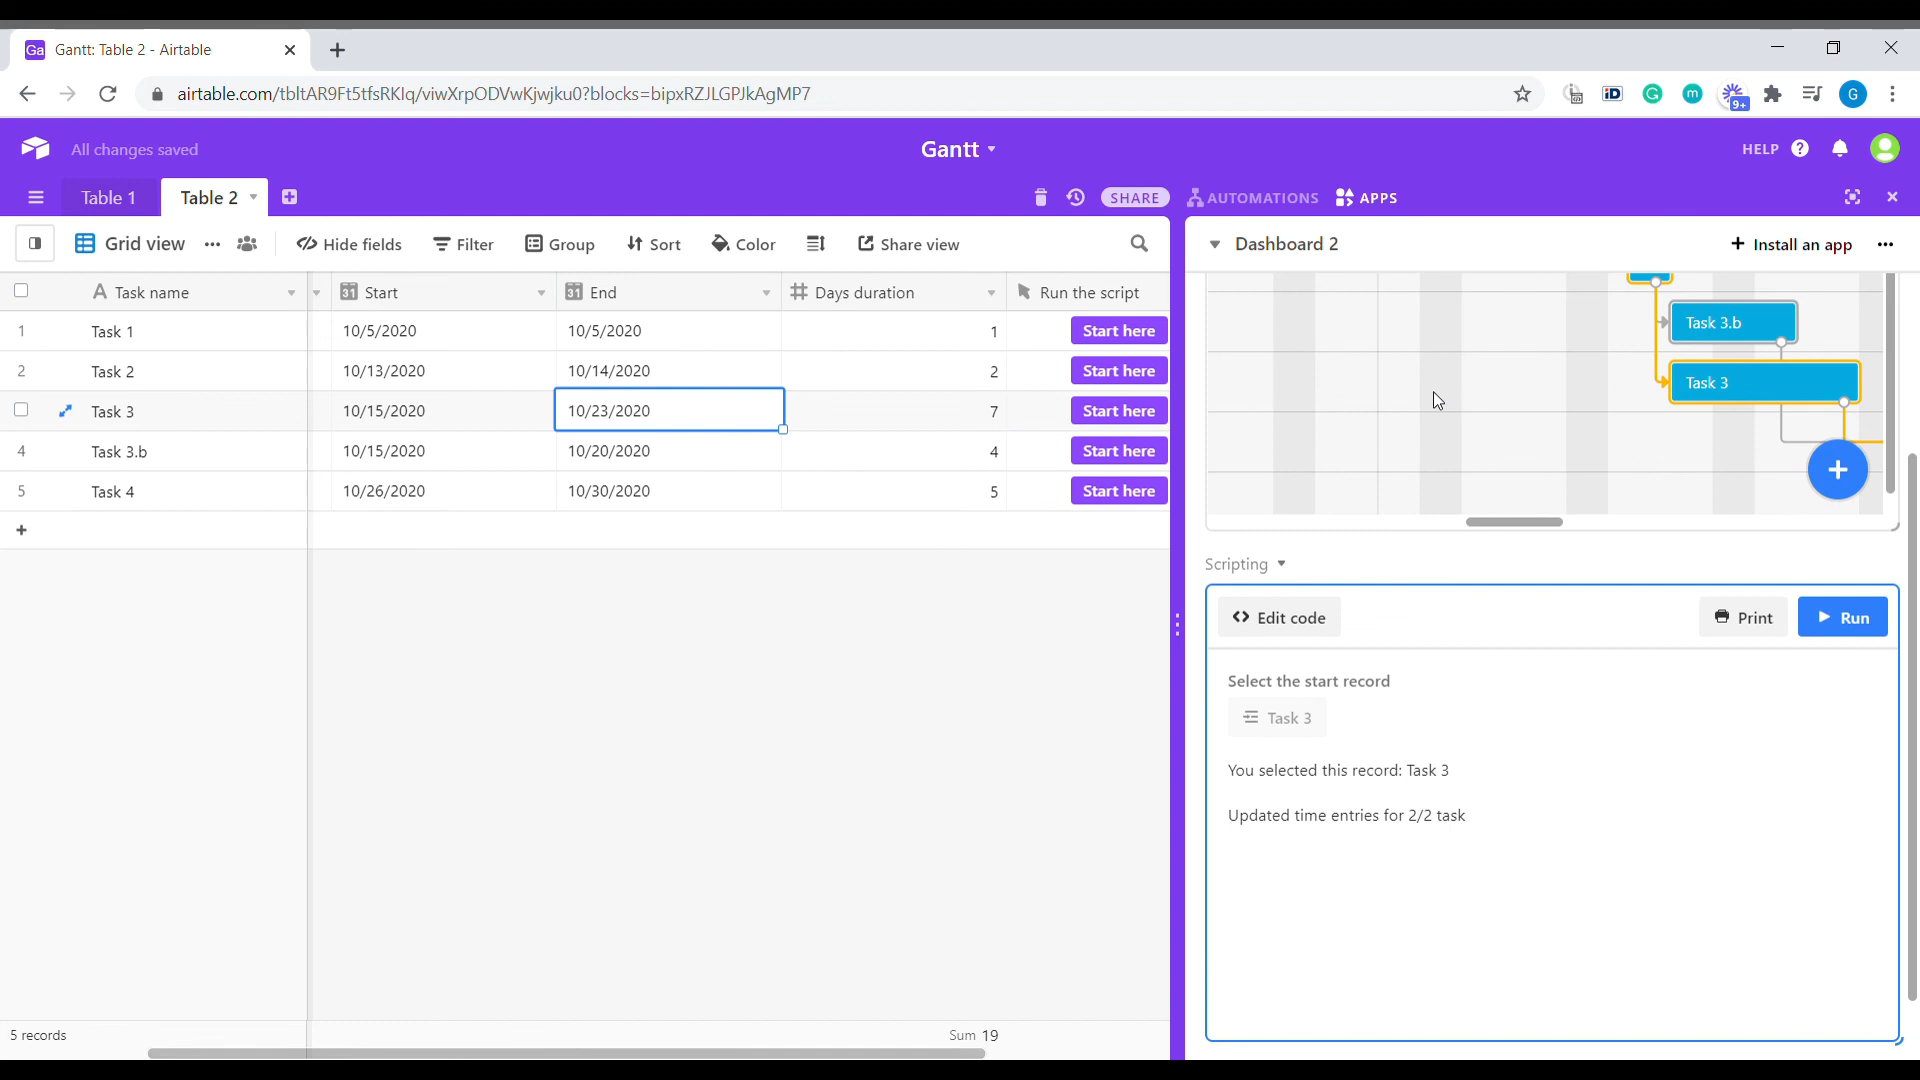 Ga Gantt: Table 2 - Airtable
airtable.com/tbltAR9Ft5tfsRKIq/viwXrpODVwKjwjku0?blocks=bipxRZJLGPJkAgMP7
iD G m 9+ G
All changes saved
Gantt
HELP ?
Table 1
Table 2
SHARE
AUTOMATIONS
APPS
Grid view
Hide fields
Filter
Group
Sort
Color
Share view
Dashboard 2
Install an app
Task name
31 Start
31 End
Days duration
Run the script
1 Task 1 10/5/2020 10/5/2020 1 Start here
2 Task 2 10/13/2020 10/14/2020 2 Start here
Task 3 10/15/2020 10/23/2020 7 Start here
4 Task 3.b 10/15/2020 10/20/2020 4 Start here
5 Task 4 10/26/2020 10/30/2020 5 Start here
5 records
Sum 19
Task 3.b
Task 3
Scripting
Edit code
Print
Run
Select the start record
Task 3
You selected this record: Task 3
Updated time entries for 2/2 task